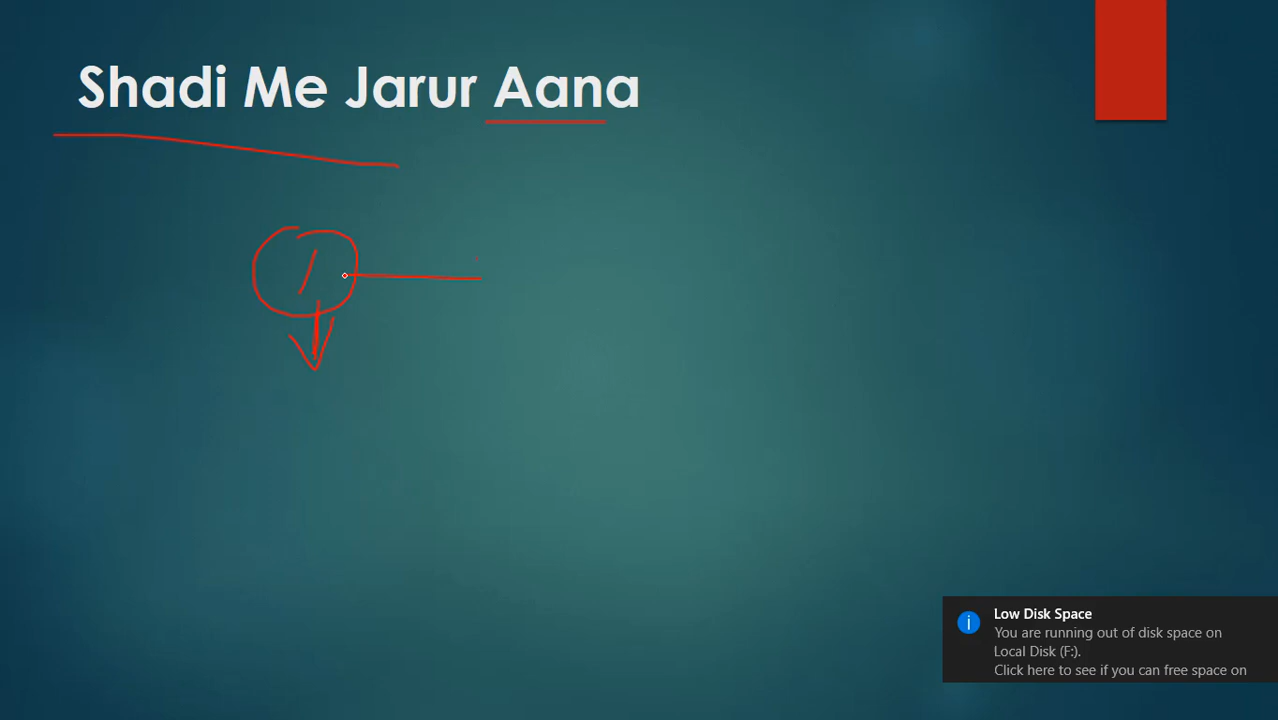 Shadi Me Jarur Aana
1
Low Disk Space
You are running out of disk space on
Local Disk (F:).
Click here to see if you can free space on